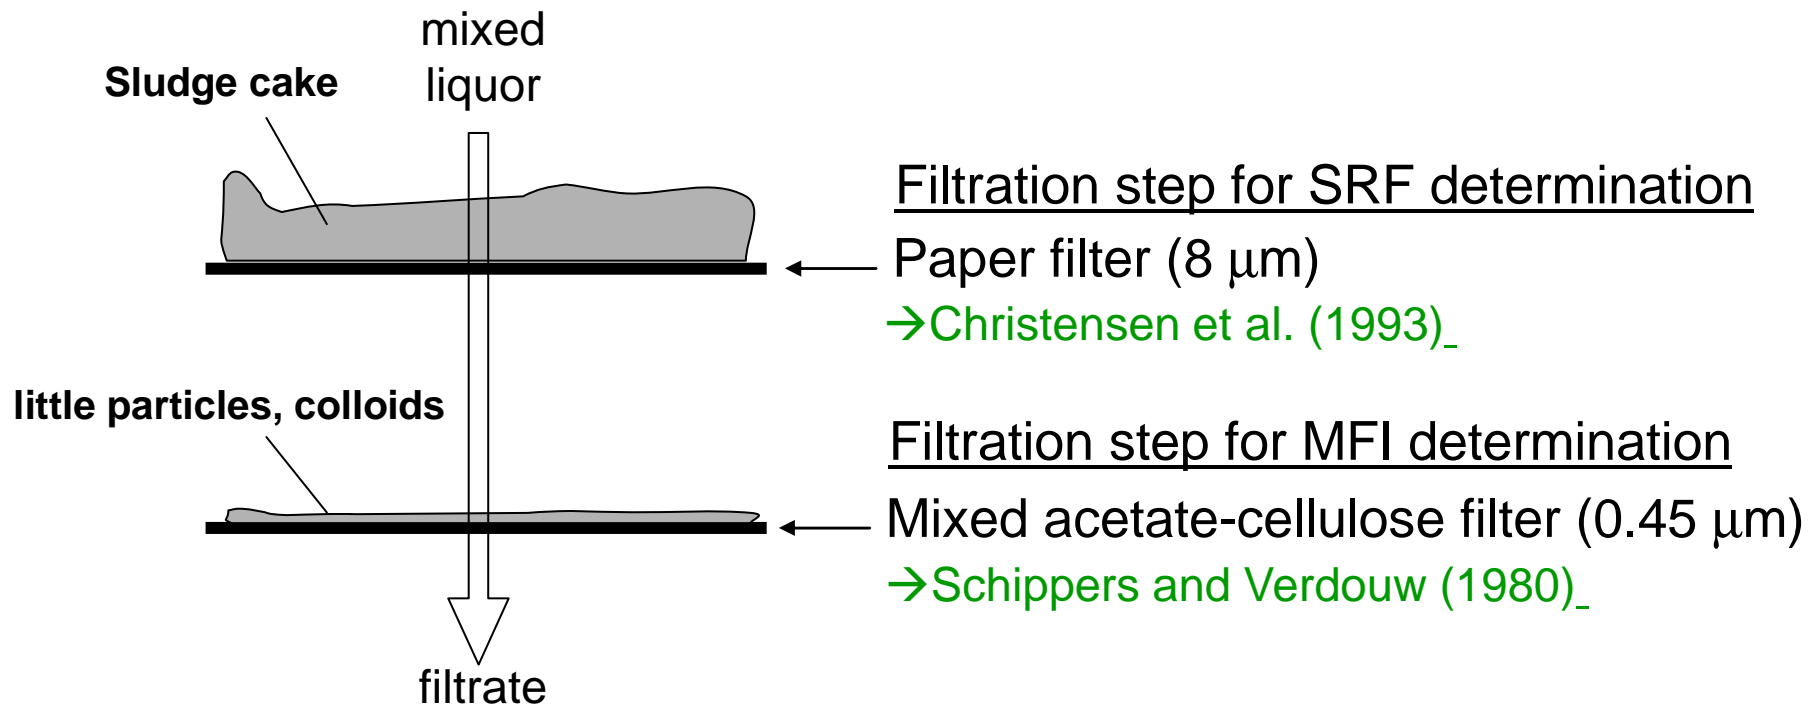 mixed
liquor
Sludge cake
Filtration step for SRF determination
Paper filter (8 μm)
→Christensen et al. (1993)
little particles, colloids
Filtration step for MFI determination
Mixed acetate-cellulose filter (0.45 μm)
→Schippers and Verdouw (1980)
filtrate